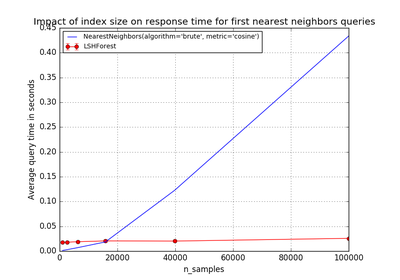 Impact of index size on response time for first nearest neighbors queries
NearestNeighbors(algorithm='brute', metric='cosine')
LSHForest
Average query time in seconds
0.45
0.40
0.35
0.30
0.25
0.20
0.15
0.10
0.05
0.00
0 20000 40000 60000 80000 100000
n_samples